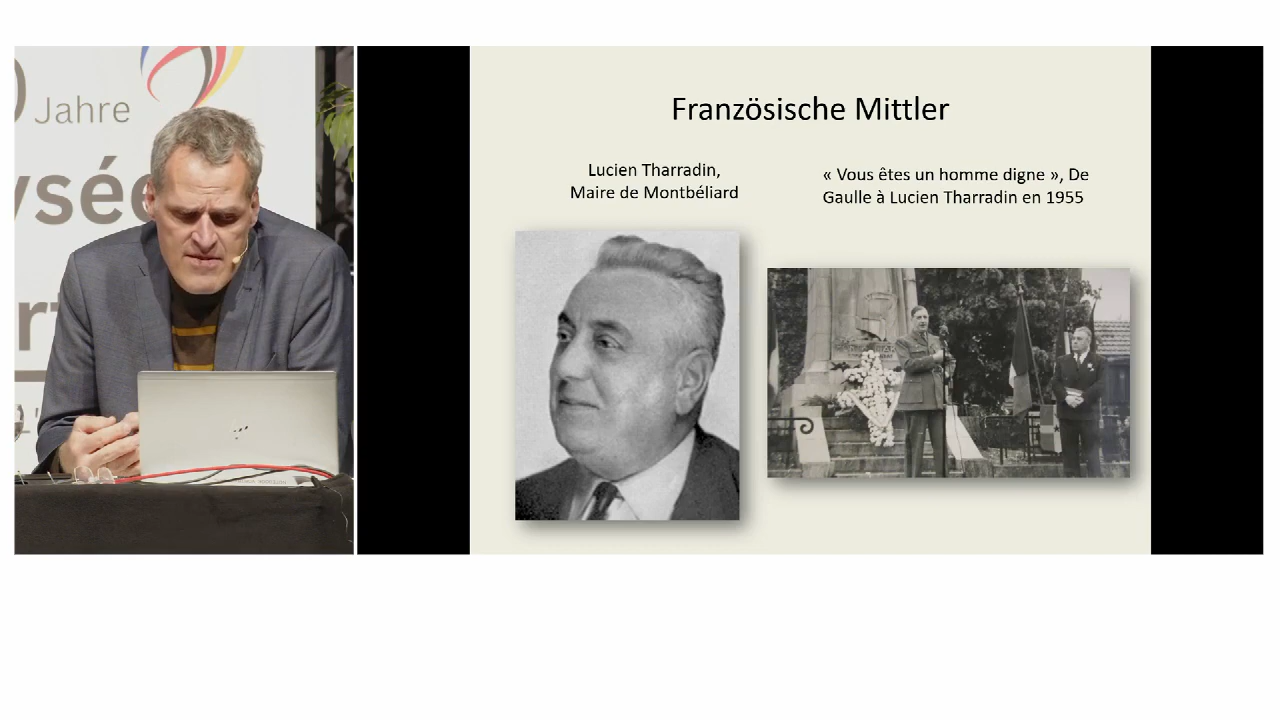 Jahre
Französische Mittler
Lucien Tharradin,
Maire de Montbéliard
« Vous êtes un homme digne », De
Gaulle à Lucien Tharradin en 1955